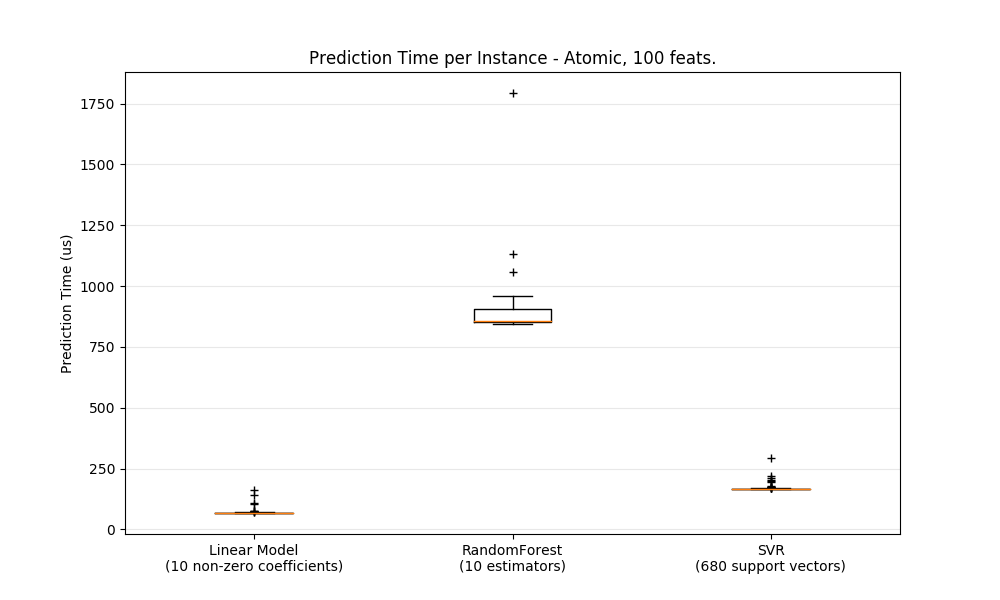 Prediction Time per Instance - Atomic, 100 feats.
Prediction Time (us)
1750
1500
1250
1000
750
500
250
0
Linear Model
(10 non-zero coefficients)
RandomForest
(10 estimators)
SVR
(680 support vectors)